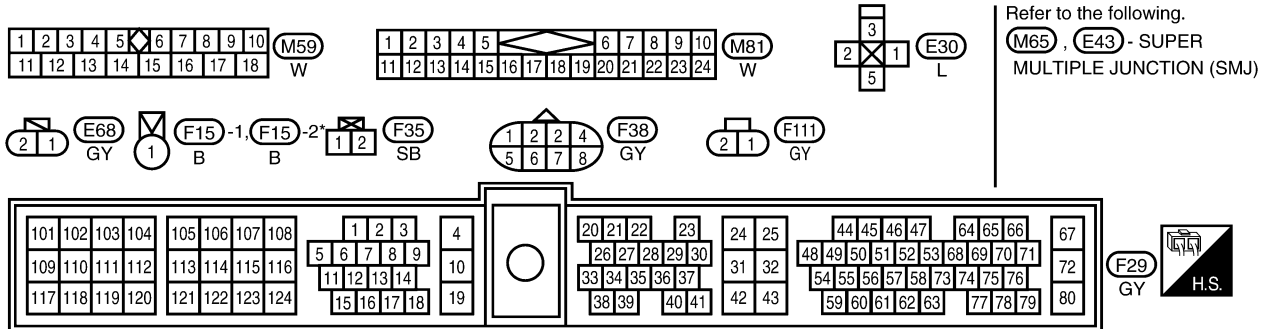 1 2 3 4 5 6 7 8 9 10 M59
11 12 13 14 15 16 17 18 W
1 2 3 4 5 6 7 8 9 10 M81
11 12 13 14 15 16 17 18 19 20 21 22 23 24 W
3
2 1 E30
5 L
Refer to the following.
M65 , E43 - SUPER
MULTIPLE JUNCTION (SMJ)
2 1 E68
GY
1 F15 -1, F15 -2*
B B
1 2 F35
SB
1 2 2 4 F38
5 6 7 8 GY
2 1 F111
GY
101 102 103 104 105 106 107 108 1 2 3 4 20 21 22 23 24 25 44 45 46 47 64 65 66 67
5 6 7 8 9 26 27 28 29 30 48 49 50 51 52 53 68 69 70 71
109 110 111 112 113 114 115 116 10 31 32 72 F29
11 12 13 14 33 34 35 36 37 54 55 56 57 58 73 74 75 76 GY
117 118 119 120 121 122 123 124 15 16 17 18 19 38 39 40 41 42 43 59 60 61 62 63 77 78 79 80
H.S.